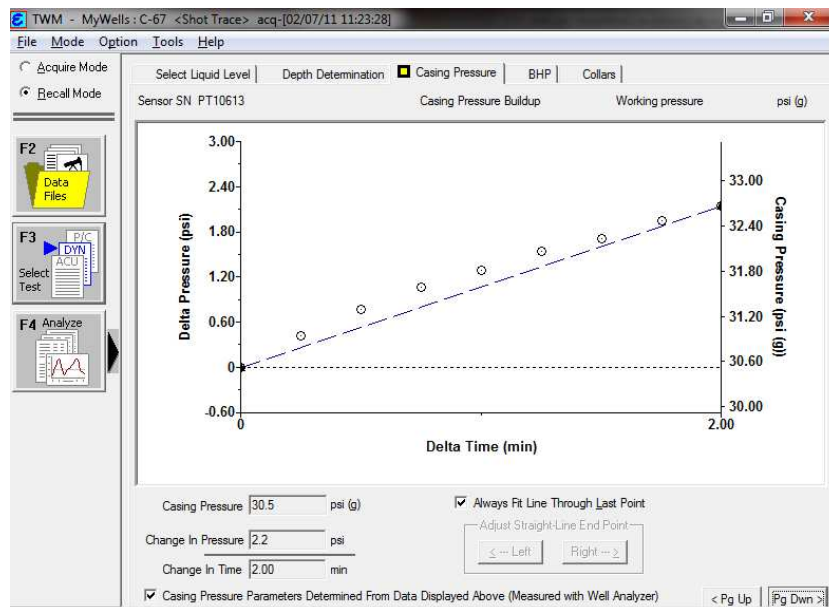 TWM - MyWells : C-67 <Shot Trace> acq-[02/07/11 11:23:28]
File Mode Option Tools Help
Acquire Mode
Recall Mode
F2
Data
Files
F3
P/C
DYN
ACU
Select
Test
F4 Analyze
Select Liquid Level
Depth Determination
Casing Pressure
BHP
Collars
Sensor SN PT10613
Casing Pressure Buildup
Working pressure
psi (g)
3.00
2.40
1.80
1.20
0.60
0
-0.60
Delta Pressure (psi)
33.00
32.40
31.80
31.20
30.60
30.00
Casing Pressure (psi (g))
0
2.00
Delta Time (min)
Casing Pressure 30.5 psi (g)
Change In Pressure 2.2 psi
Change In Time 2.00 min
Always Fit Line Through Last Point
Adjust Straight-Line End Point
< -- Left
Right -- >
Casing Pressure Parameters Determined From Data Displayed Above (Measured with Well Analyzer)
< Pg Up
Pg Dwn >